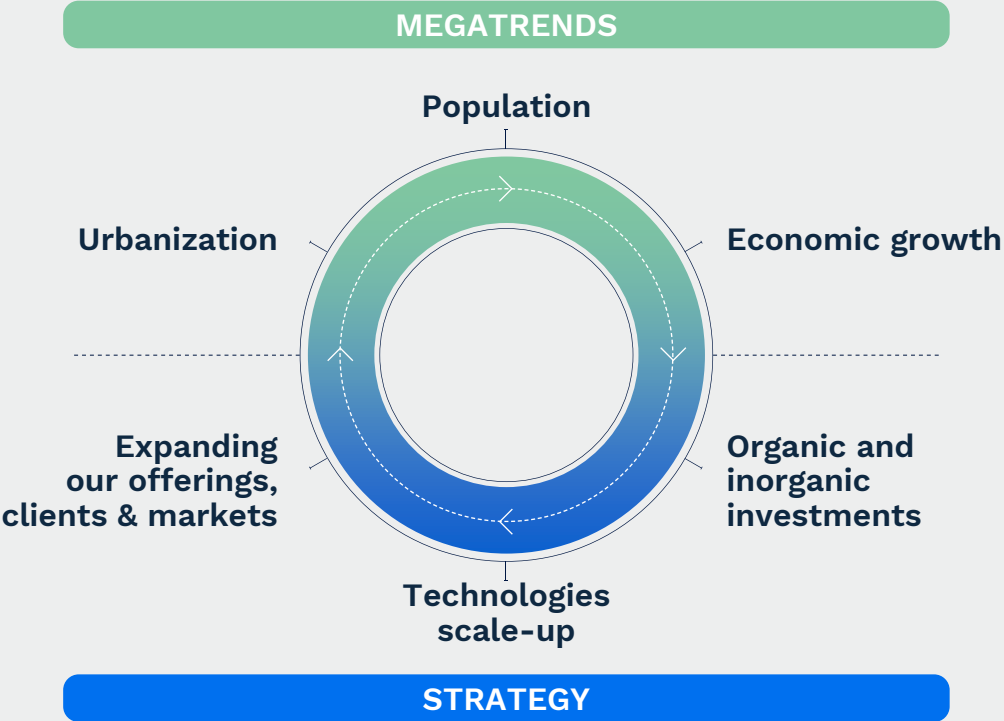 MEGATRENDS
Population
Urbanization
Economic growth
Expanding
our offerings,
clients & markets
Organic and
inorganic
investments
Technologies
scale-up
STRATEGY